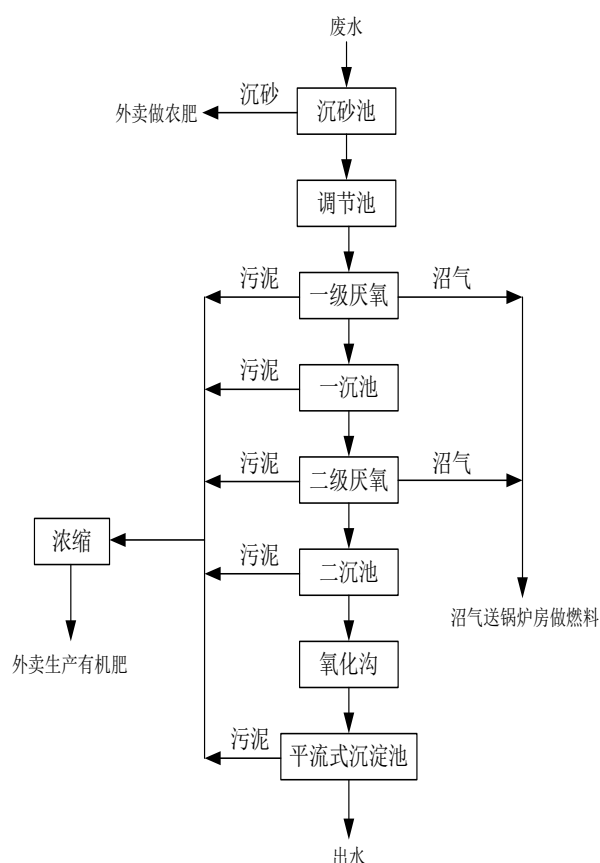 废水
沉砂
外卖做农肥
沉砂池
调节池
污泥
一级厌氧
沼气
污泥
一沉池
污泥
二级厌氧
沼气
浓缩
污泥
二沉池
沼气送锅炉房做燃料
外卖生产有机肥
氧化沟
污泥
平流式沉淀池
出水